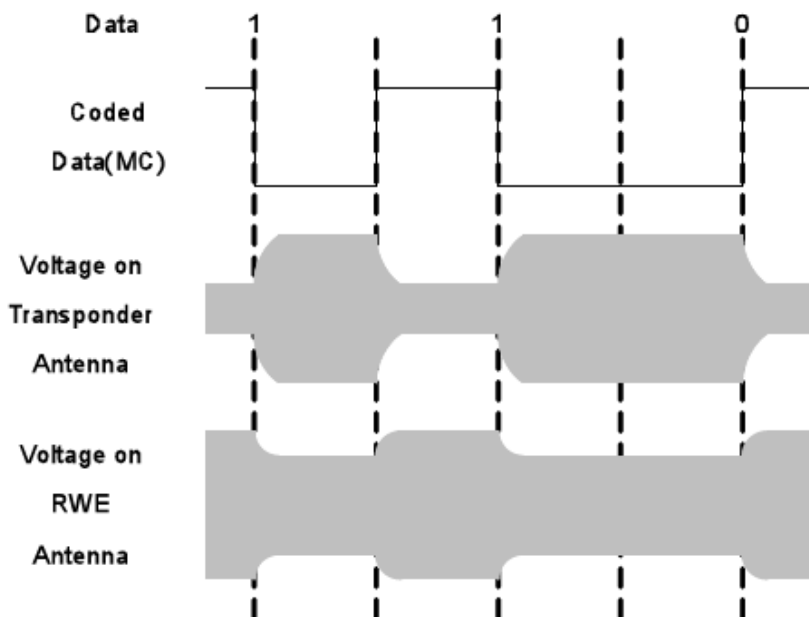 Data 1 1 0
Coded
Data(MC)
Voltage on
Transponder
Antenna
Voltage on
RWE
Antenna